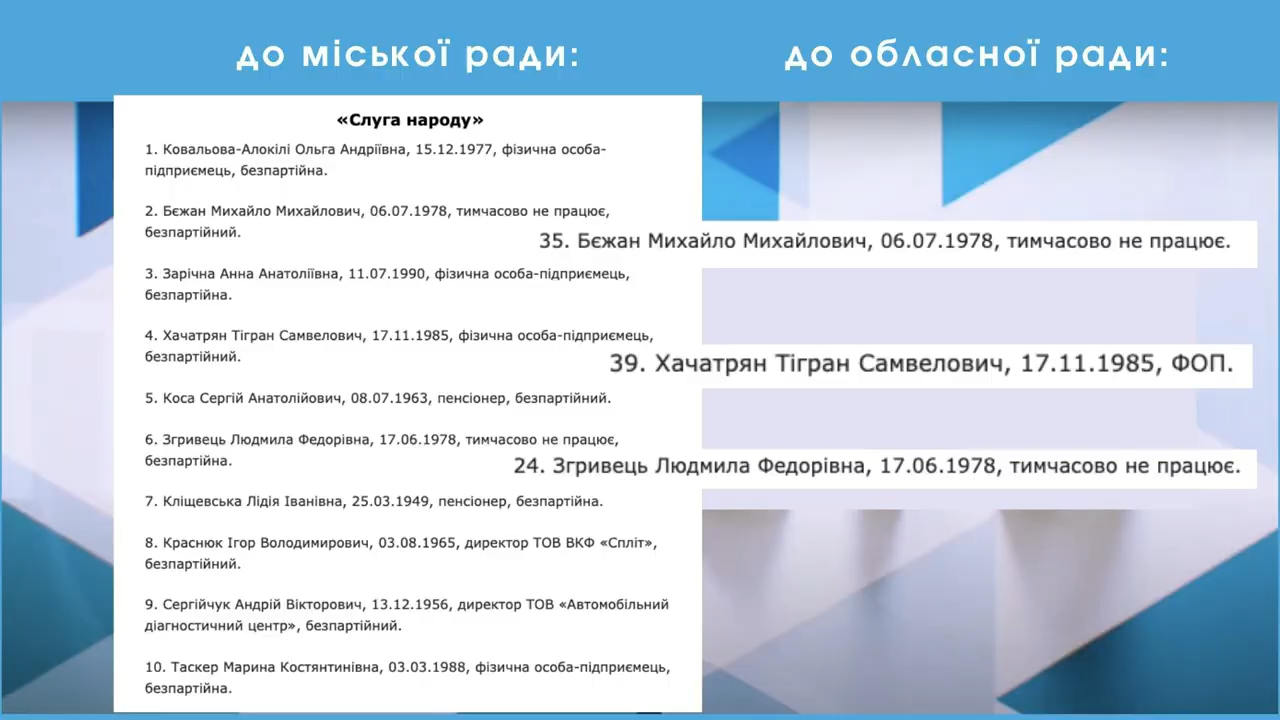 до міської ради:
до обласної ради:
«Слуга народу»
1. Ковальова-Алокілі Ольга Андріївна, 15.12.1977, фізична особа-
підприємець, безпартійна.
2. Бєжан Михайло Михайлович, 06.07.1978, тимчасово не працює,
безпартійний.
3. Зарічна Анна Анатоліївна, 11.07.1990, фізична особа-підприємець,
безпартійна.
4. Хачатрян Тігран Самвелович, 17.11.1985, фізична особа-підприємець,
безпартійний.
5. Коса Сергій Анатолійович, 08.07.1963, пенсіонер, безпартійний.
6. Згривець Людмила Федорівна, 17.06.1978, тимчасово не працює,
безпартійна.
7. Кліщевська Лідія Іванівна, 25.03.1949, пенсіонер, безпартійна.
8. Краснюк Ігор Володимирович, 03.08.1965, директор ТОВ ВКФ «Спліт»,
безпартійний.
9. Сергійчук Андрій Вікторович, 13.12.1956, директор ТОВ «Автомобільний
діагностичний центр», безпартійний.
10. Таскер Марина Костянтинівна, 03.03.1988, фізична особа-підприємець,
безпартійна.
35. Бєжан Михайло Михайлович, 06.07.1978, тимчасово не працює.
39. Хачатрян Тігран Самвелович, 17.11.1985, ФОП.
24. Згривець Людмила Федорівна, 17.06.1978, тимчасово не працює.